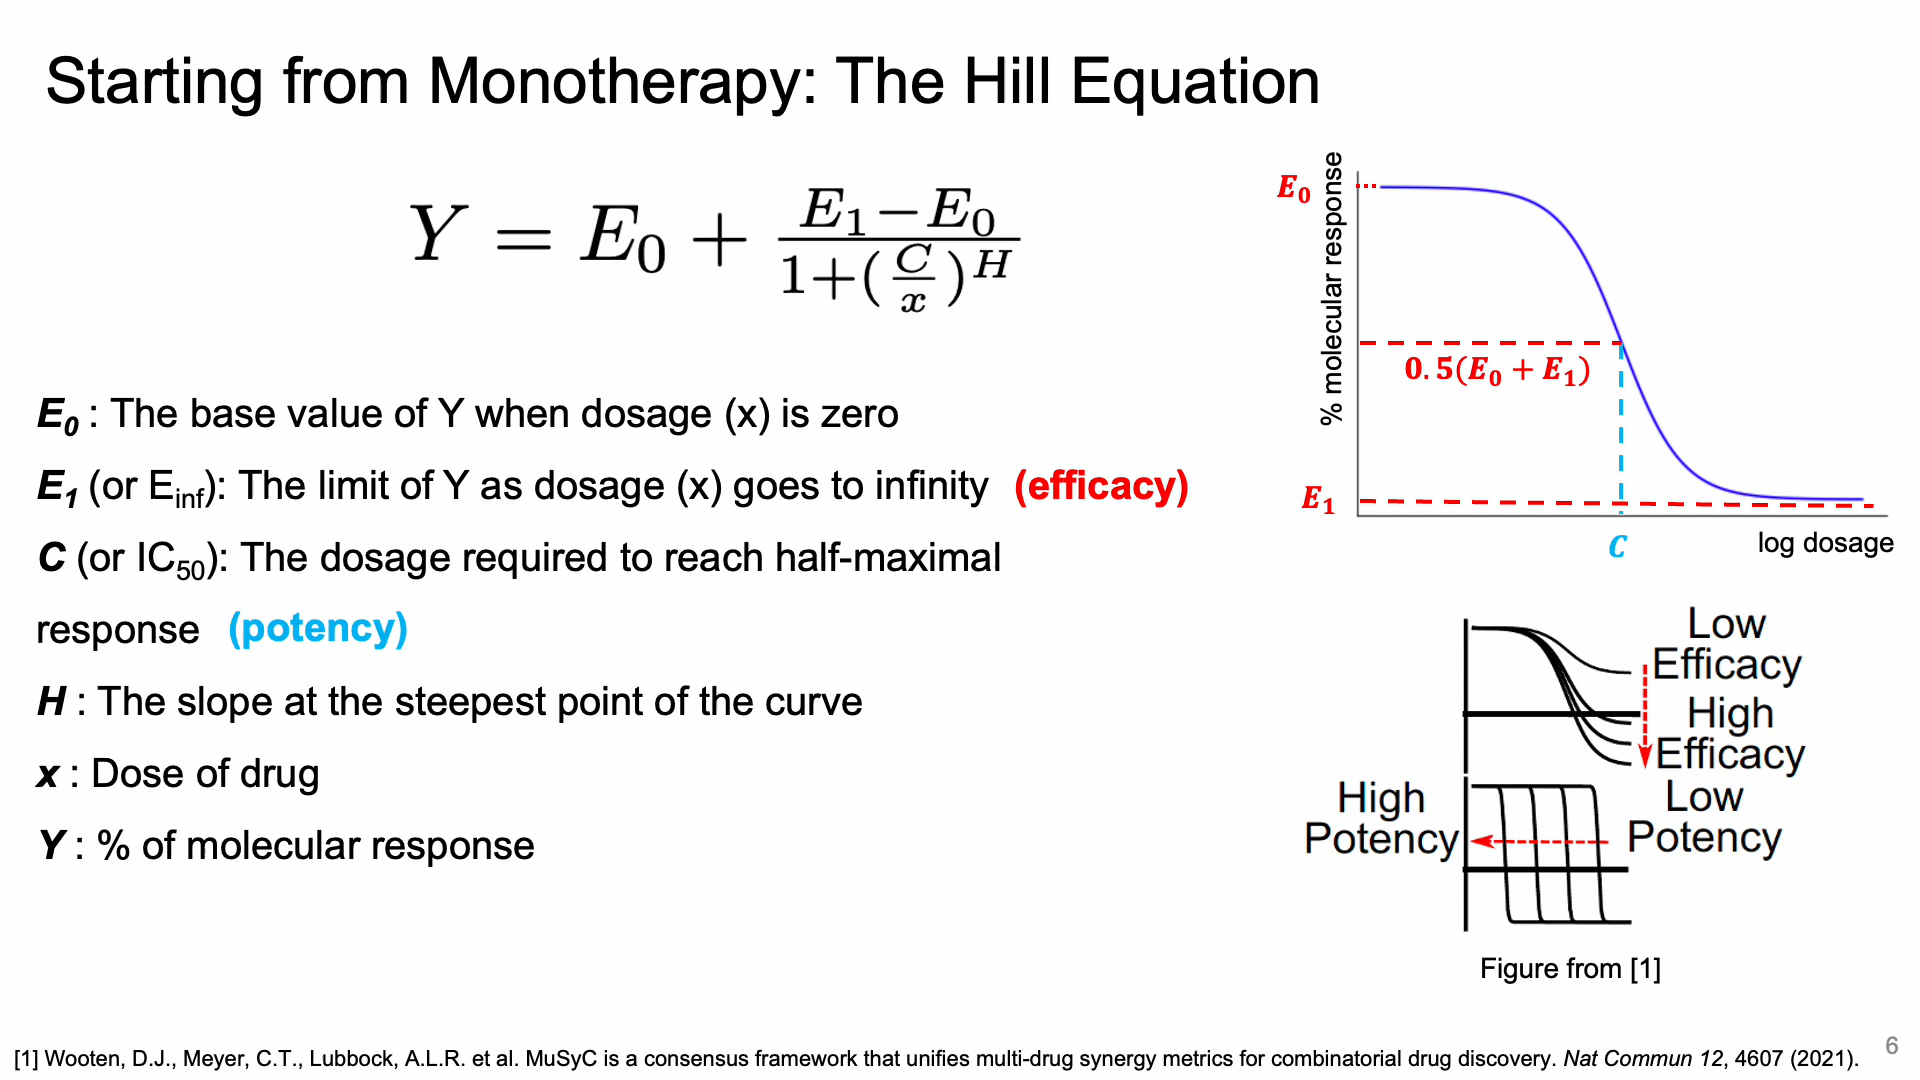 Starting from Monotherapy: The Hill Equation
Y = E₀ + (E₁ − E₀) / (1+(C/x)^H)
E₀ : The base value of Y when dosage (x) is zero
E₁ (or E_inf): The limit of Y as dosage (x) goes to infinity (efficacy)
C (or IC₅₀): The dosage required to reach half-maximal
response (potency)
H : The slope at the steepest point of the curve
x : Dose of drug
Y : % of molecular response
% molecular response
E₀
0.5(E₀ + E₁)
E₁
C
log dosage
Low
Efficacy
High
Efficacy
High
Potency
Low
Potency
Figure from [1]
[1] Wooten, D.J., Meyer, C.T., Lubbock, A.L.R. et al. MuSyC is a consensus framework that unifies multi-drug synergy metrics for combinatorial drug discovery. Nat Commun 12, 4607 (2021).
6